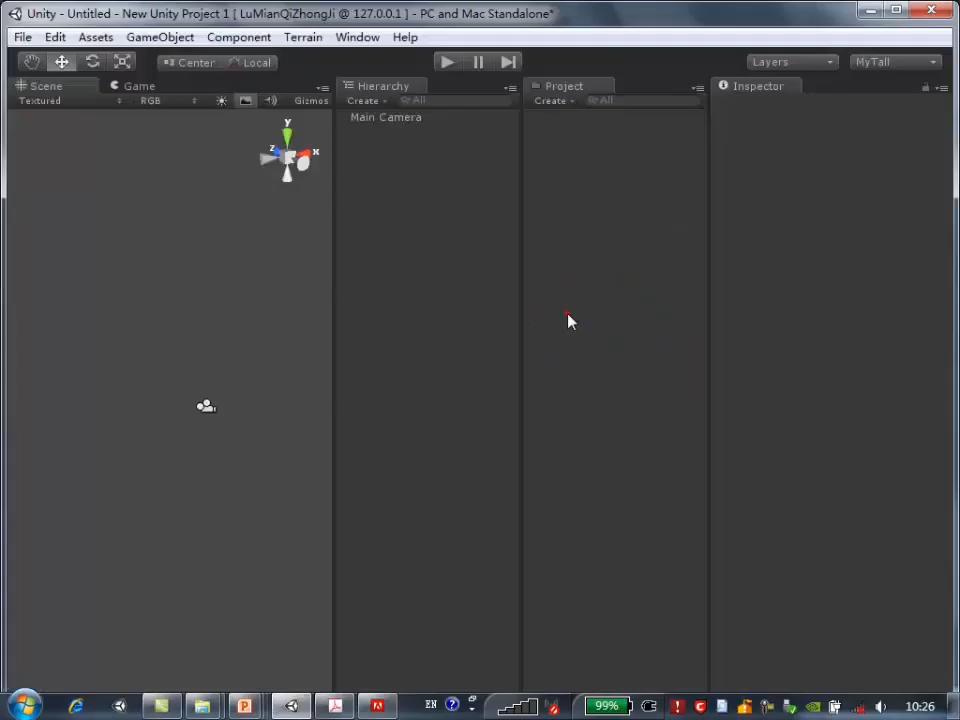 Unity - Untitled - New Unity Project 1 [ LuMianQiZhongJi @ 127.0.0.1 ] - PC and Mac Standalone*
File Edit Assets GameObject Component Terrain Window Help
Center Local Layers MyTall
Scene Game Hierarchy Project Inspector
Textured RGB Gizmos Create All Create All
Main Camera
y
z x
EN 99% 10:26